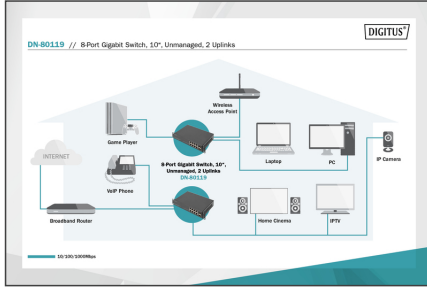 DIGITUS®
DN-80119 // 8-Port Gigabit Switch, 10", Unmanaged, 2 Uplinks
Wireless
Access Point
Game Player
INTERNET
8-Port Gigabit Switch, 10",
Unmanaged, 2 Uplinks
DN-80119
Laptop
PC
IP Camera
VoIP Phone
Broadband Router
Home Cinema
IPTV
10/100/1000Mbps